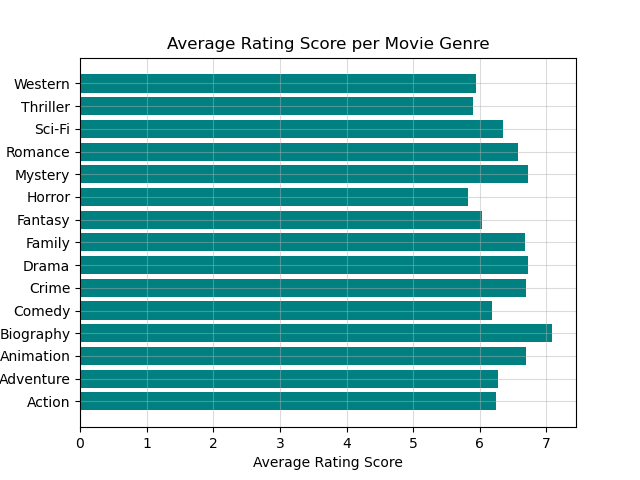 Average Rating Score per Movie Genre
Western
Thriller
Sci-Fi
Romance
Mystery
Horror
Fantasy
Family
Drama
Crime
Comedy
Biography
Animation
Adventure
Action
0 1 2 3 4 5 6 7
Average Rating Score